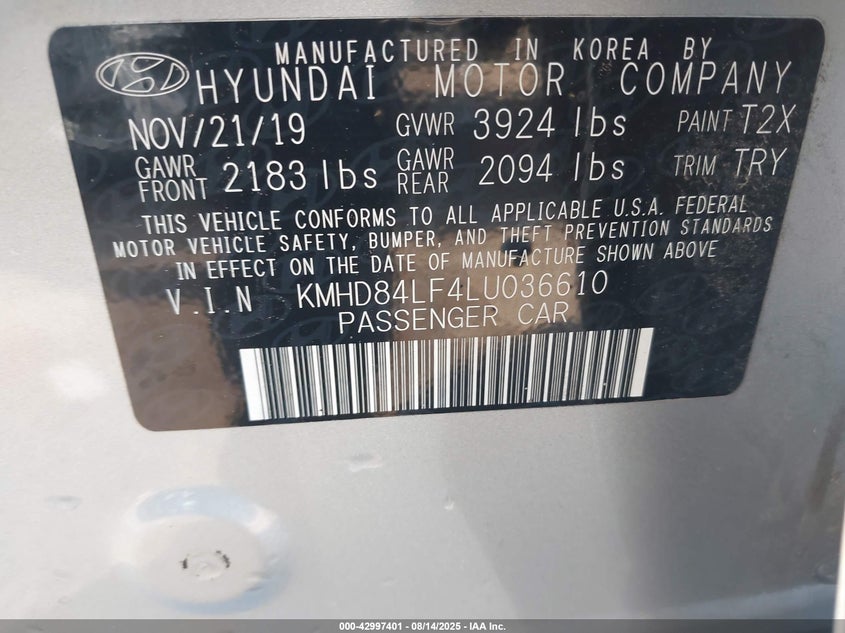 MANUFACTURED IN KOREA BY
HYUNDAI MOTOR COMPANY
NOV/21/19 GVWR 3924 lbs PAINT T2X
GAWR FRONT 2183 lbs GAWR REAR 2094 lbs TRIM TRY
THIS VEHICLE CONFORMS TO ALL APPLICABLE U.S.A. FEDERAL
MOTOR VEHICLE SAFETY, BUMPER, AND THEFT PREVENTION STANDARDS
IN EFFECT ON THE DATE OF MANUFACTURE SHOWN ABOVE
V.I.N KMHD84LF4LU036610
PASSENGER CAR
000-42997401 - 08/14/2025 - IAA Inc.